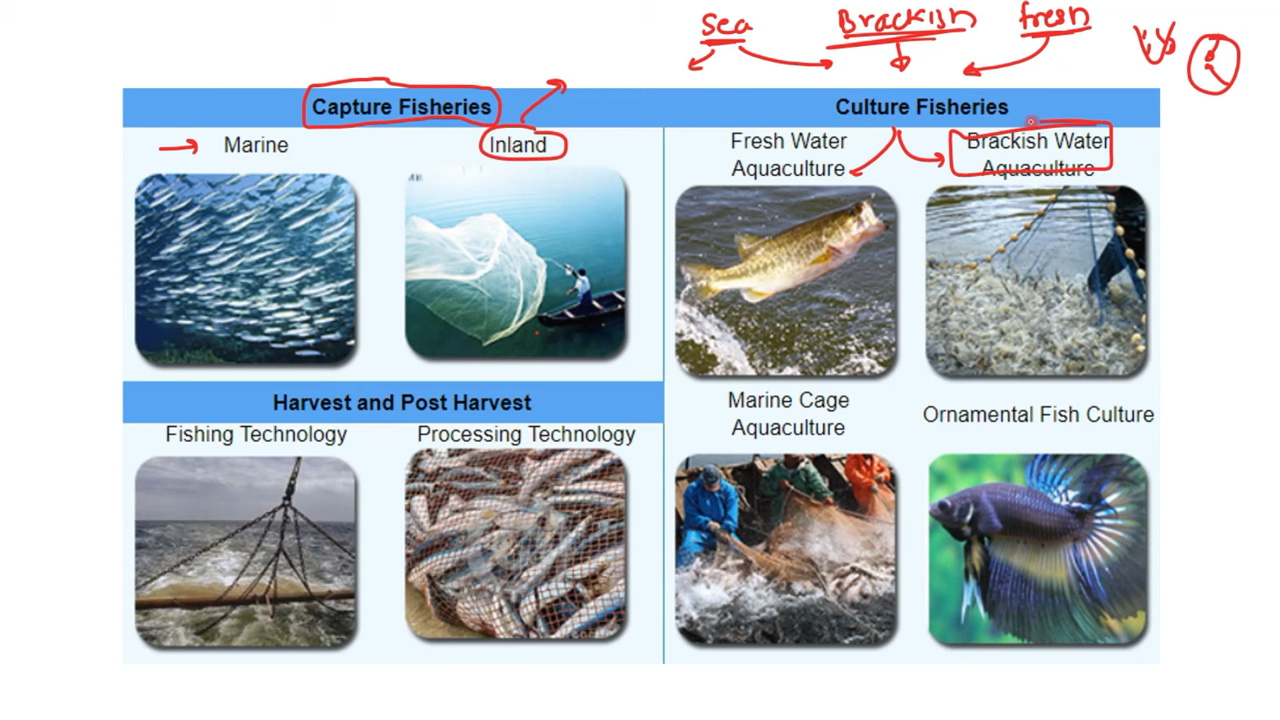 sea Brackish fresh
Capture Fisheries
Culture Fisheries
Marine
Inland
Fresh Water
Aquaculture
Brackish Water
Aquaculture
Harvest and Post Harvest
Fishing Technology
Processing Technology
Marine Cage
Aquaculture
Ornamental Fish Culture